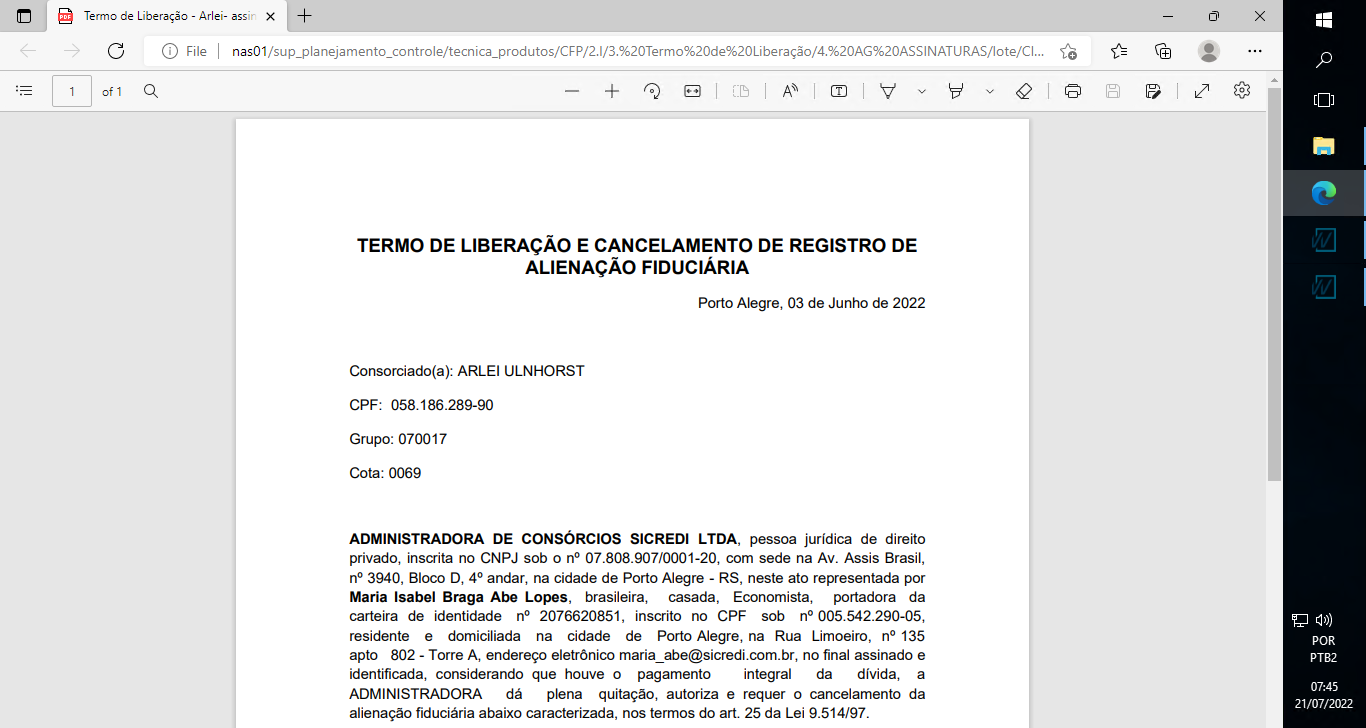 Termo de Liberação - Arlei- assin
File
nas01/sup_planejamento_controle/tecnica_produtos/CFP/2.I/3.%20Termo%20de%20Liberação/4.%20AG%20ASSINATURAS/lote/Cl...
1 of 1
TERMO DE LIBERAÇÃO E CANCELAMENTO DE REGISTRO DE
ALIENAÇÃO FIDUCIÁRIA
Porto Alegre, 03 de Junho de 2022
Consorciado(a): ARLEI ULNHORST
CPF: 058.186.289-90
Grupo: 070017
Cota: 0069
ADMINISTRADORA DE CONSÓRCIOS SICREDI LTDA, pessoa jurídica de direito
privado, inscrita no CNPJ sob o nº 07.808.907/0001-20, com sede na Av. Assis Brasil,
nº 3940, Bloco D, 4º andar, na cidade de Porto Alegre - RS, neste ato representada por
Maria Isabel Braga Abe Lopes, brasileira, casada, Economista, portadora da
carteira de identidade nº 2076620851, inscrito no CPF sob nº 005.542.290-05,
residente e domiciliada na cidade de Porto Alegre, na Rua Limoeiro, nº 135
apto 802 - Torre A, endereço eletrônico maria_abe@sicredi.com.br, no final assinado e
identificada, considerando que houve o pagamento integral da dívida, a
ADMINISTRADORA dá plena quitação, autoriza e requer o cancelamento da
alienação fiduciária abaixo caracterizada, nos termos do art. 25 da Lei 9.514/97.
POR
PTB2
07:45
21/07/2022